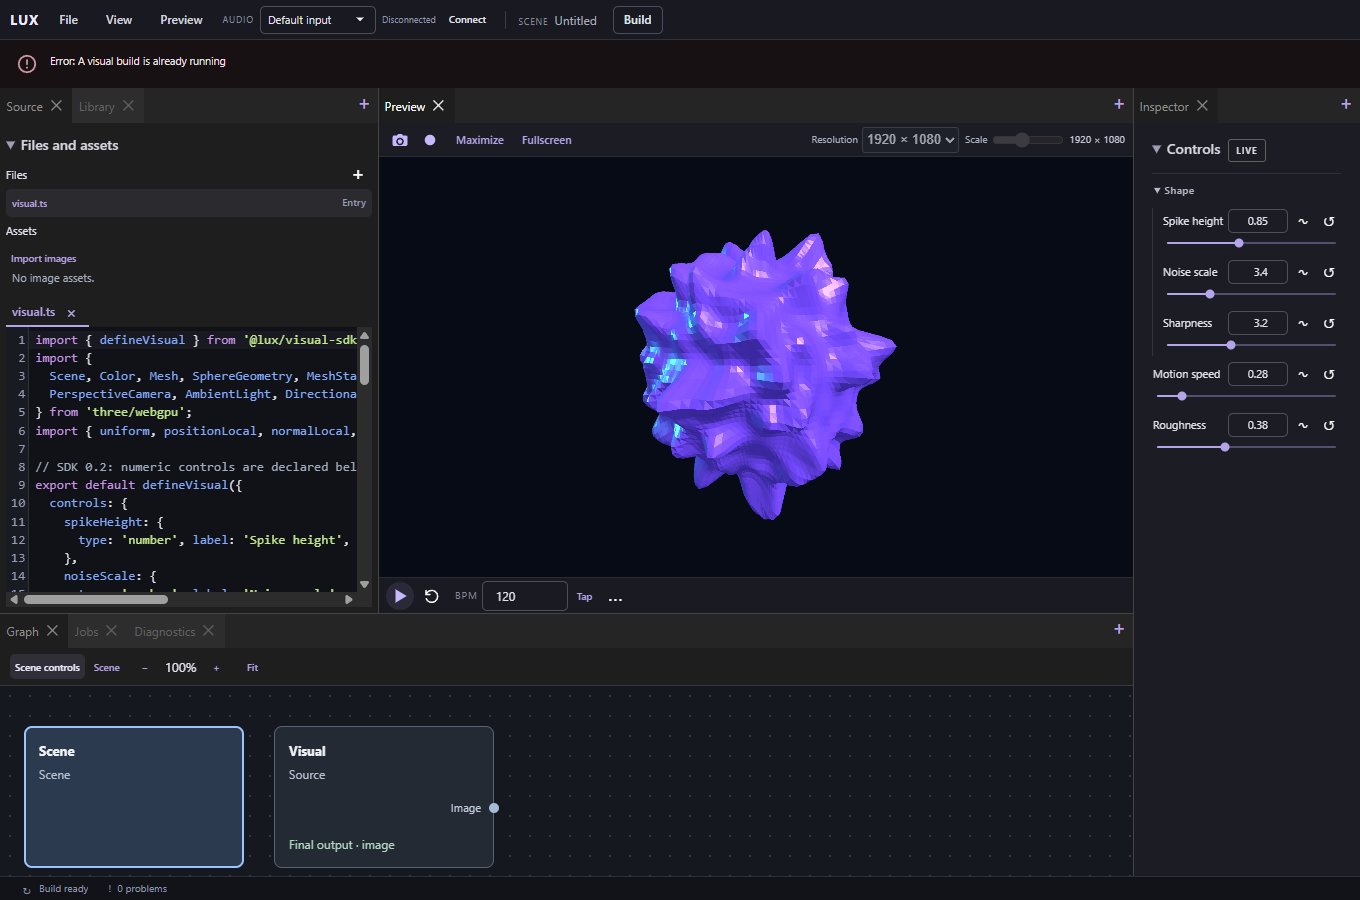 LUX File View Preview AUDIO Default input Disconnected Connect SCENE Untitled Build
Error: A visual build is already running
Source Library
Files and assets
Files
visual.ts Entry
Assets
Import images
No image assets.
visual.ts
1 import { defineVisual } from '@lux/visual-sdk
2 import {
3 Scene, Color, Mesh, SphereGeometry, MeshSta
4 PerspectiveCamera, AmbientLight, Directiona
5 } from 'three/webgpu';
6 import { uniform, positionLocal, normalLocal,
7
8 // SDK 0.2: numeric controls are declared bel
9 export default defineVisual({
10 controls: {
11 spikeHeight: {
12 type: 'number', label: 'Spike height',
13 },
14 noiseScale: {
Preview
Maximize Fullscreen Resolution 1920 × 1080 Scale 1920 × 1080
BPM 120 Tap ...
Inspector
Controls LIVE
Shape
Spike height 0.85
Noise scale 3.4
Sharpness 3.2
Motion speed 0.28
Roughness 0.38
Graph Jobs Diagnostics
Scene controls Scene − 100% + Fit
Scene
Scene
Visual
Source
Image
Final output · image
Build ready ! 0 problems